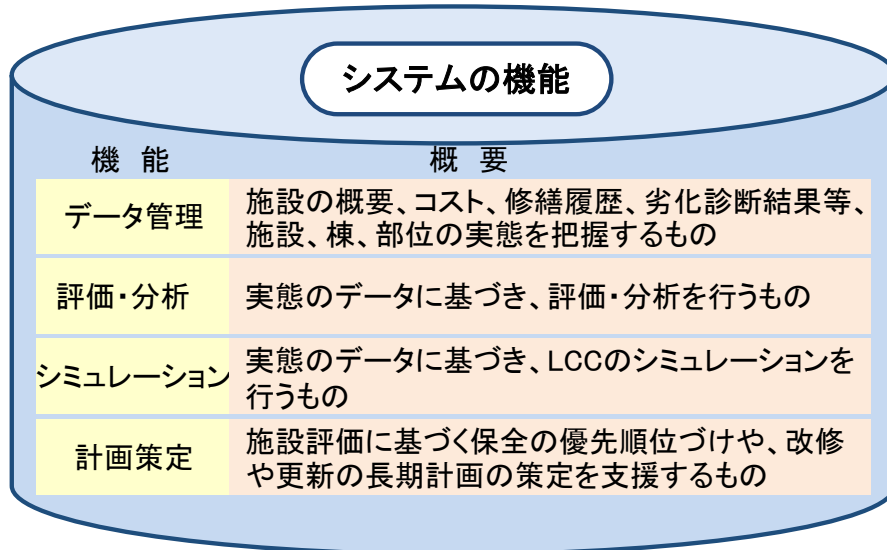 システムの機能
機 能 概 要
データ管理
施設の概要、コスト、修繕履歴、劣化診断結果等、
施設、棟、部位の実態を把握するもの
評価・分析
実態のデータに基づき、評価・分析を行うもの
シミュレーション
実態のデータに基づき、LCCのシミュレーションを
行うもの
計画策定
施設評価に基づく保全の優先順位づけや、改修
や更新の長期計画の策定を支援するもの